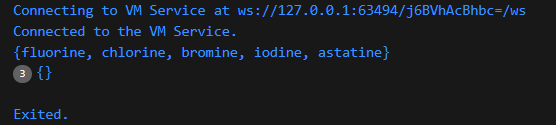 Connecting to VM Service at ws://127.0.0.1:63494/j6BVhAcBhbc=/ws
Connected to the VM Service.
{fluorine, chlorine, bromine, iodine, astatine}
3 {}
Exited.